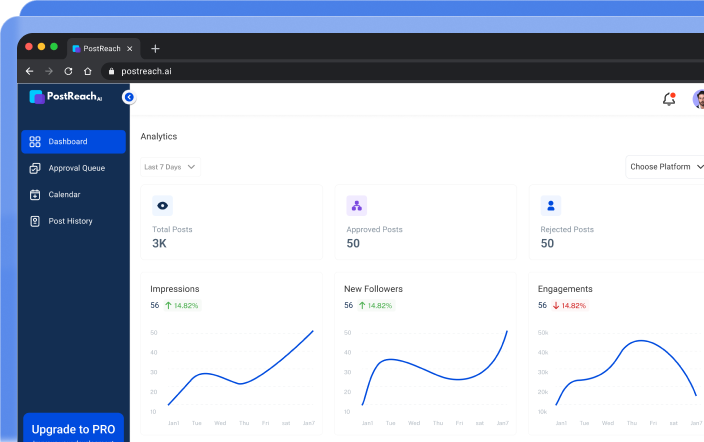 PostReach
postreach.ai
PostReach AI
Dashboard
Approval Queue
Calendar
Post History
Upgrade to PRO
Analytics
Last 7 Days
Choose Platform
Total Posts
3K
Approved Posts
50
Rejected Posts
50
Impressions
56 14.82%
50
40
30
20
10
Jan1 Tue Wed Thu Fri sat Jan7
New Followers
56 14.82%
50
40
30
20
10
Jan1 Tue Wed Thu Fri sat Jan7
Engagements
56 14.82%
50k
40k
30k
20k
10k
Jan1 Tue Wed Thu Fri sat Jan7